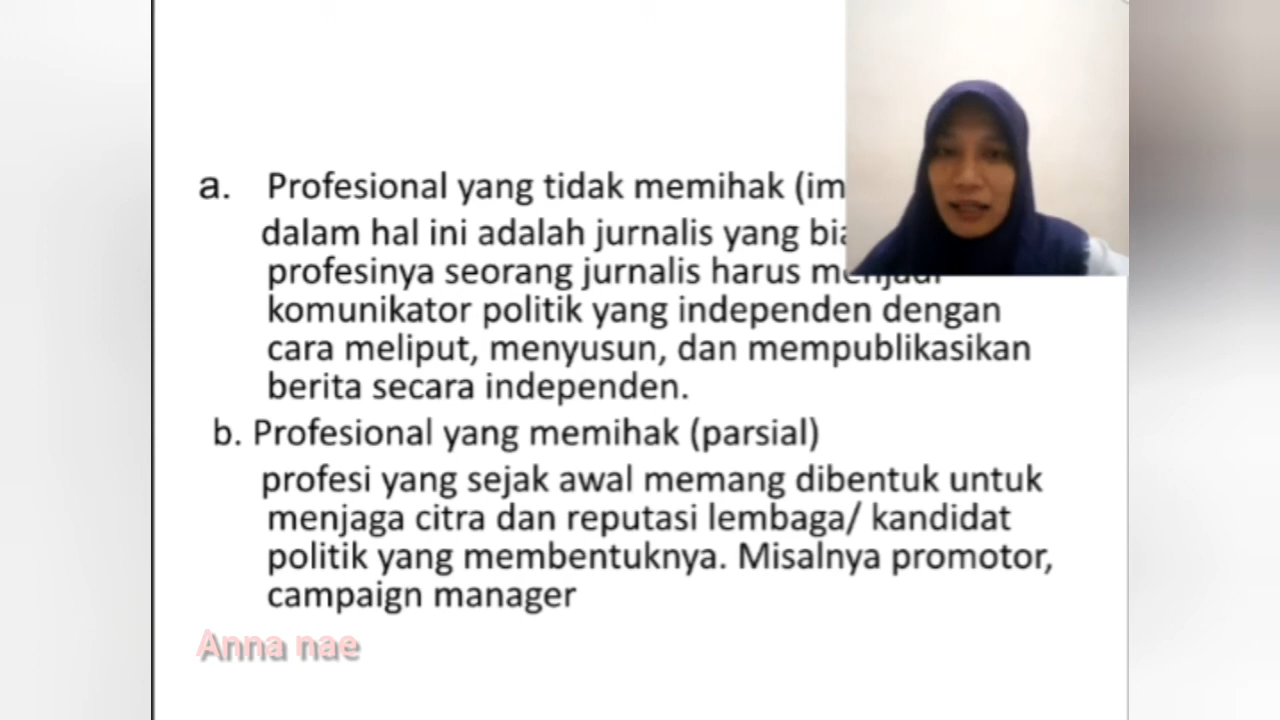 a. Profesional yang tidak memihak
dalam hal ini adalah jurnalis yang
profesinya seorang jurnalis harus
komunikator politik yang independen dengan
cara meliput, menyusun, dan mempublikasikan
berita secara independen.
b. Profesional yang memihak (parsial)
profesi yang sejak awal memang dibentuk untuk
menjaga citra dan reputasi lembaga/ kandidat
politik yang membentuknya. Misalnya promotor,
campaign manager
Anna nae